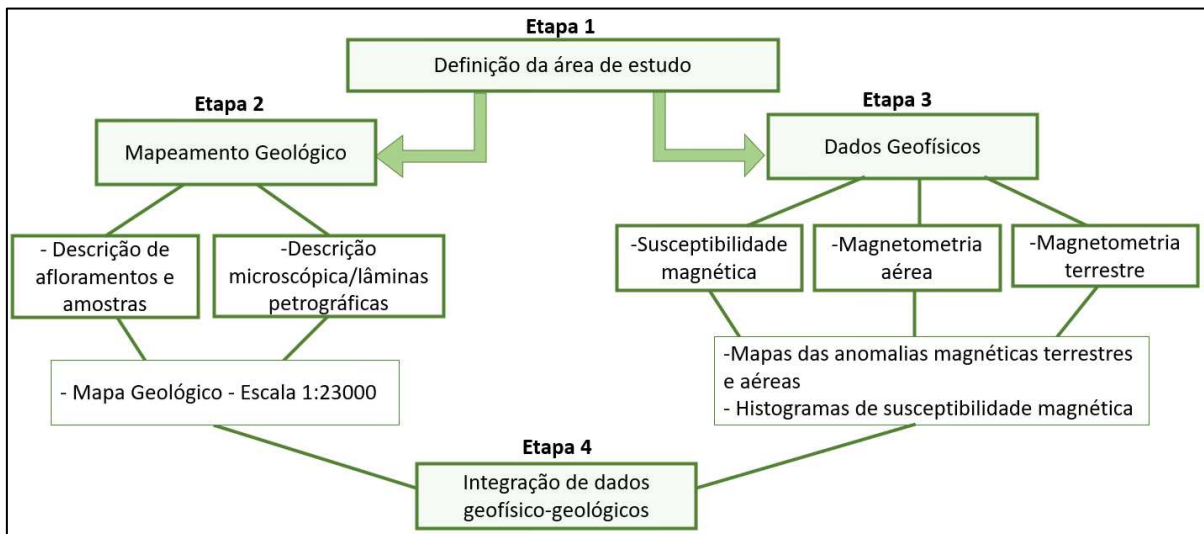 Etapa 1
Definição da área de estudo
Etapa 2
Mapeamento Geológico
Etapa 3
Dados Geofísicos
- Descrição de
afloramentos e
amostras
-Descrição
microscópica/lâminas
petrográficas
-Susceptibilidade
magnética
-Magnetometria
aérea
-Magnetometria
terrestre
- Mapa Geológico - Escala 1:23000
-Mapas das anomalias magnéticas terrestres
e aéreas
- Histogramas de susceptibilidade magnética
Etapa 4
Integração de dados
geofísico-geológicos